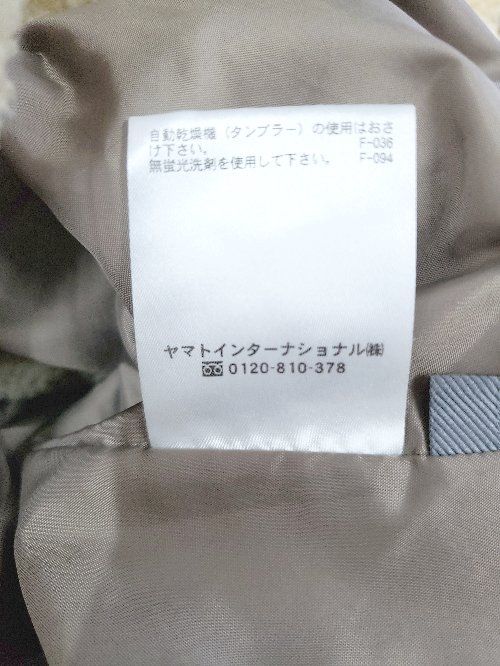 自動乾燥機（タンブラー）の使用はおさ
け下さい。 F-036
無蛍光洗剤を使用して下さい。 F-094
ヤマトインターナショナル㈱
0120-810-378